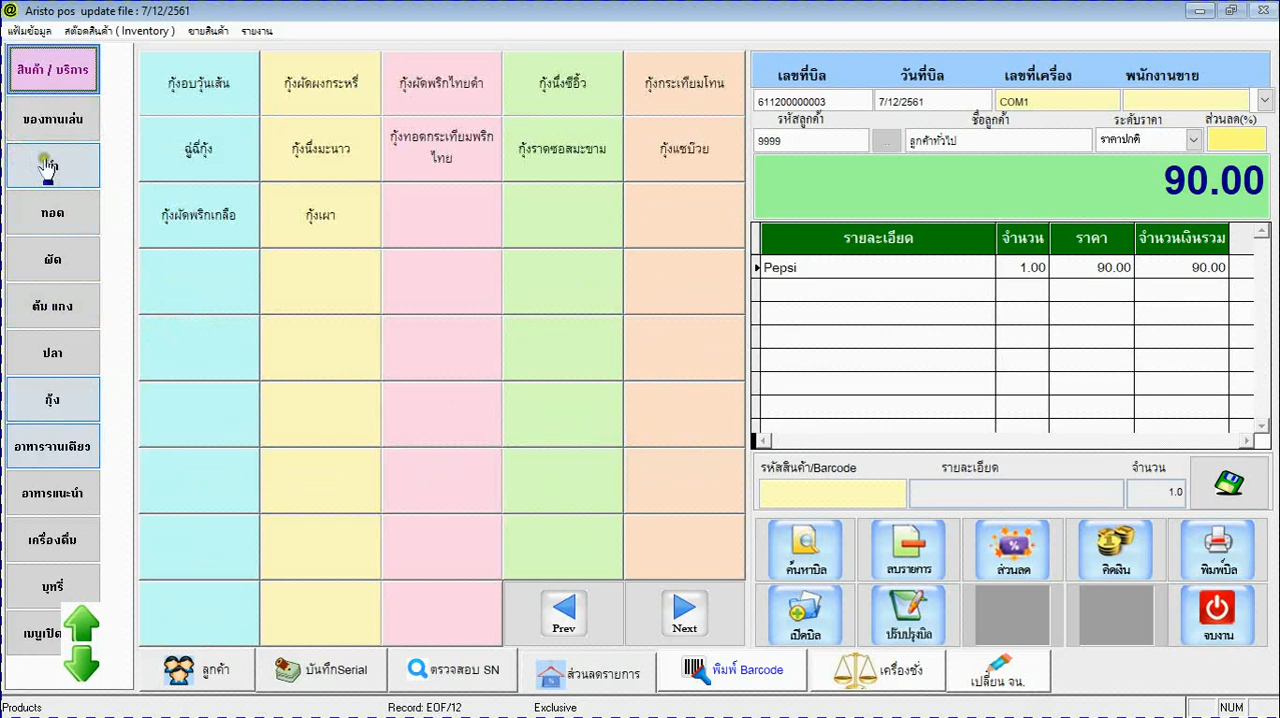 Aristo pos update file : 7/12/2561
แฟ้มข้อมูล สต๊อคสินค้า ( Inventory ) ขายสินค้า รายงาน
สินค้า / บริการ
ของทานเล่น
ทอด
ผัด
ต้ม แกง
ปลา
กุ้ง
อาหารจานเดียว
อาหารแนะนำ
เครื่องดื่ม
บุหรี่
เมนูเปิด
กุ้งอบวุ้นเส้น กุ้งผัดผงกระหรี่ กุ้งผัดพริกไทยดำ กุ้งนึ่งซีอิ้ว กุ้งกระเทียมโทน
ฉู่ฉี่กุ้ง กุ้งนึ่งมะนาว กุ้งทอดกระเทียมพริก
ไทย กุ้งราดซอสมะขาม กุ้งแชบ๊วย
กุ้งผัดพริกเกลือ กุ้งเผา
Prev Next
เลขที่บิล วันที่บิล เลขที่เครื่อง พนักงานขาย
611200000003 7/12/2561 COM1
รหัสลูกค้า ชื่อลูกค้า ระดับราคา ส่วนลด(%)
9999 ... ลูกค้าทั่วไป ราคาปกติ
90.00
รายละเอียด จำนวน ราคา จำนวนเงินรวม
Pepsi 1.00 90.00 90.00
รหัสสินค้า/Barcode รายละเอียด จำนวน
1.0
ค้นหาบิล ลบรายการ ส่วนลด คิดเงิน พิมพ์บิล
เปิดบิล ปรับปรุงบิล จบงาน
ลูกค้า บันทึกSerial ตรวจสอบ SN ส่วนลดรายการ พิมพ์ Barcode เครื่องชั่ง เปลี่ยน จน.
Products Record: EOF/12 Exclusive NUM